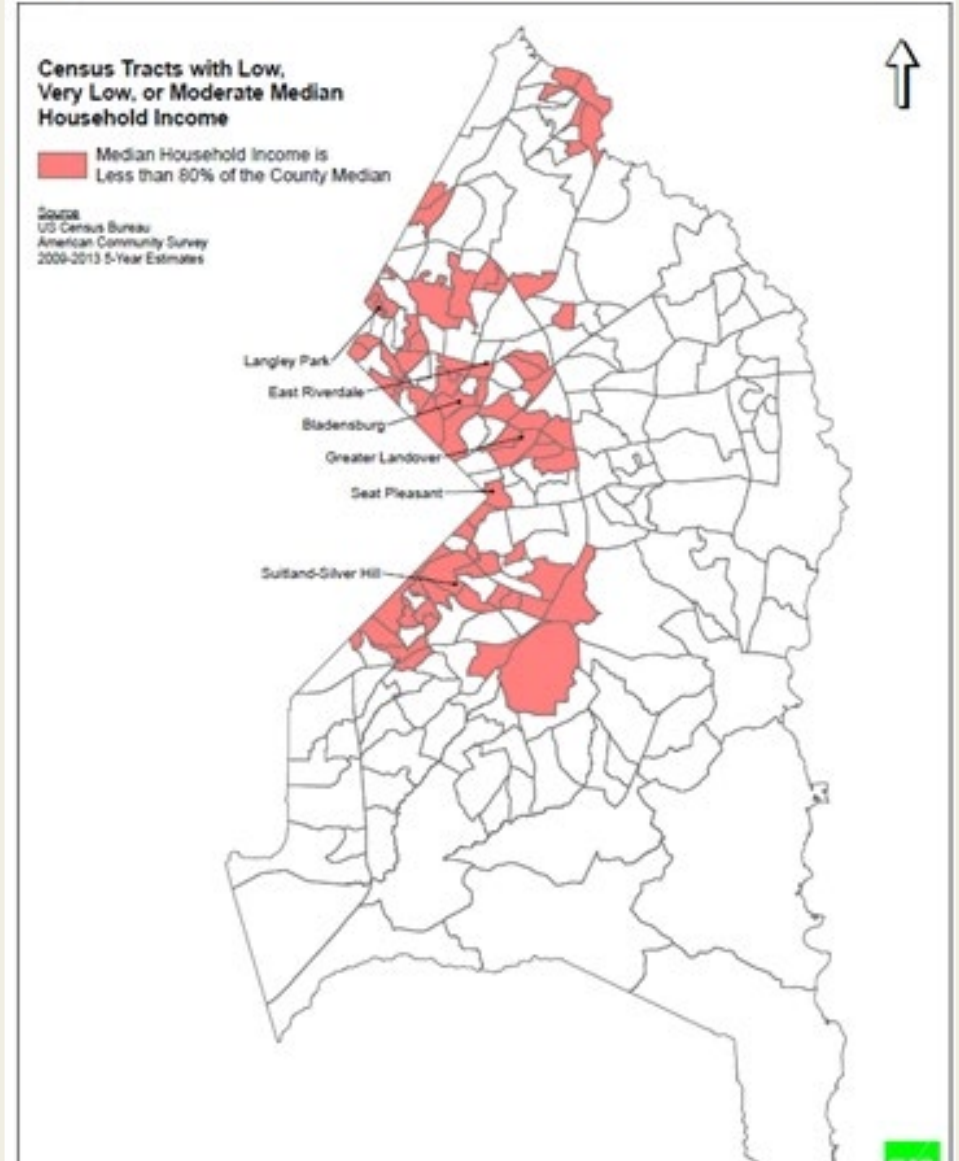 Census Tracts with Low,
Very Low, or Moderate Median
Household Income
Median Household Income is
Less than 80% of the County Median
Source
US Census Bureau
American Community Survey
2009-2013 5-Year Estimates
Langley Park
East Riverdale
Bladensburg
Greater Landover
Seat Pleasant
Suitland-Silver Hill